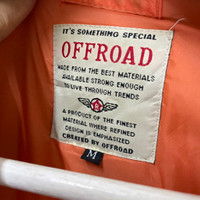 IT'S SOMETHING SPECIAL
OFFROAD
MADE FROM THE BEST MATERIALS
AVAILABLE STRONG ENOUGH
TO LIVE THROUGH TRENDS
A PRODUCT OF THE FINEST
MATERIAL WHERE REFINED
DESIGN IS EMPHASIZED
CREATED BY OFFROAD
M